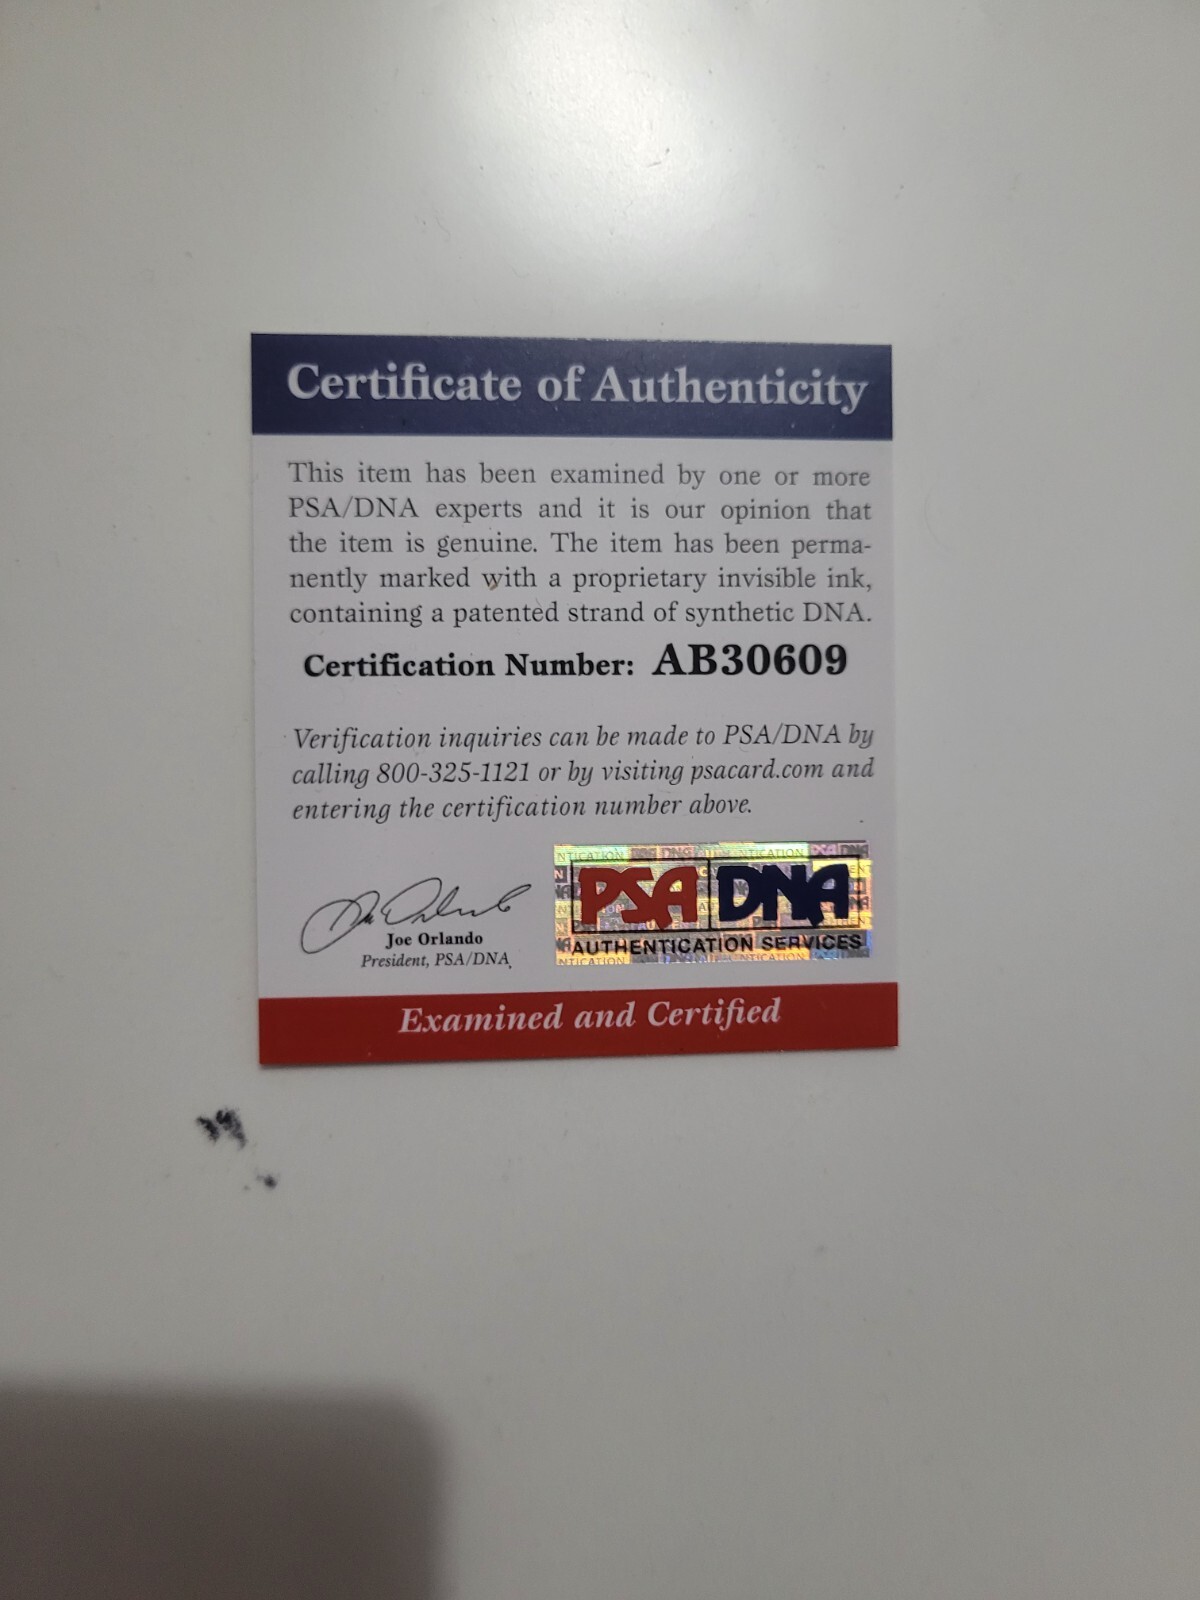 Certificate of Authenticity
This item has been examined by one or more
PSA/DNA experts and it is our opinion that
the item is genuine. The item has been perma-
nently marked with a proprietary invisible ink,
containing a patented strand of synthetic DNA.
Certification Number: AB30609
Verification inquiries can be made to PSA/DNA by
calling 800-325-1121 or by visiting psacard.com and
entering the certification number above.
Joe Orlando
President, PSA/DNA
PSA DNA
AUTHENTICATION SERVICES
Examined and Certified